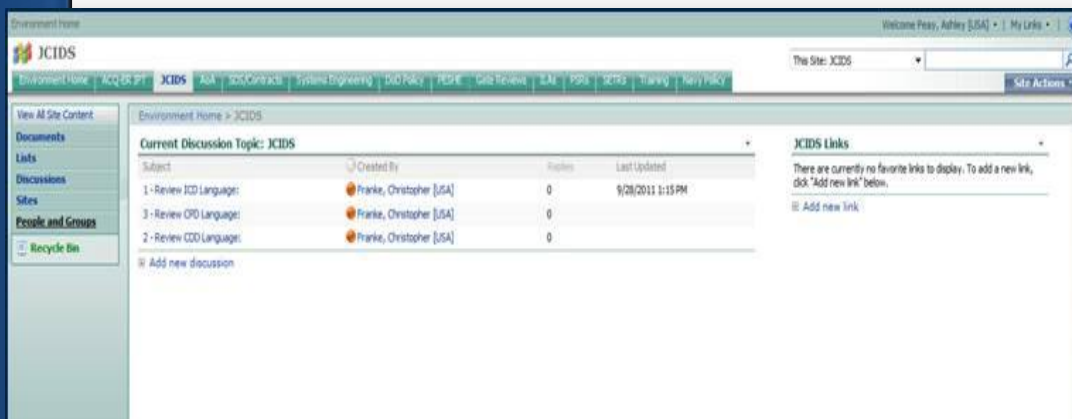 Environment Home
Welcome Peay, Ashley [USA] | My Links |
JCIDS
This Site: JCIDS
Environment Home ACQ-ER IPT JCIDS AoA SOS/Contracts Systems Engineering DoD Policy PESHE Gate Reviews ILAs PSRs SETRs Training Navy Policy
Site Actions
View All Site Content
Documents
Lists
Discussions
Sites
People and Groups
Recycle Bin
Environment Home > JCIDS
Current Discussion Topic: JCIDS
Subject Created By Replies Last Updated
1 - Review ICD Language: Franke, Christopher [USA] 0 9/28/2011 1:15 PM
3 - Review CPD Language: Franke, Christopher [USA] 0
2 - Review CDD Language: Franke, Christopher [USA] 0
Add new discussion
JCIDS Links
There are currently no favorite links to display. To add a new link,
click "Add new link" below.
Add new link